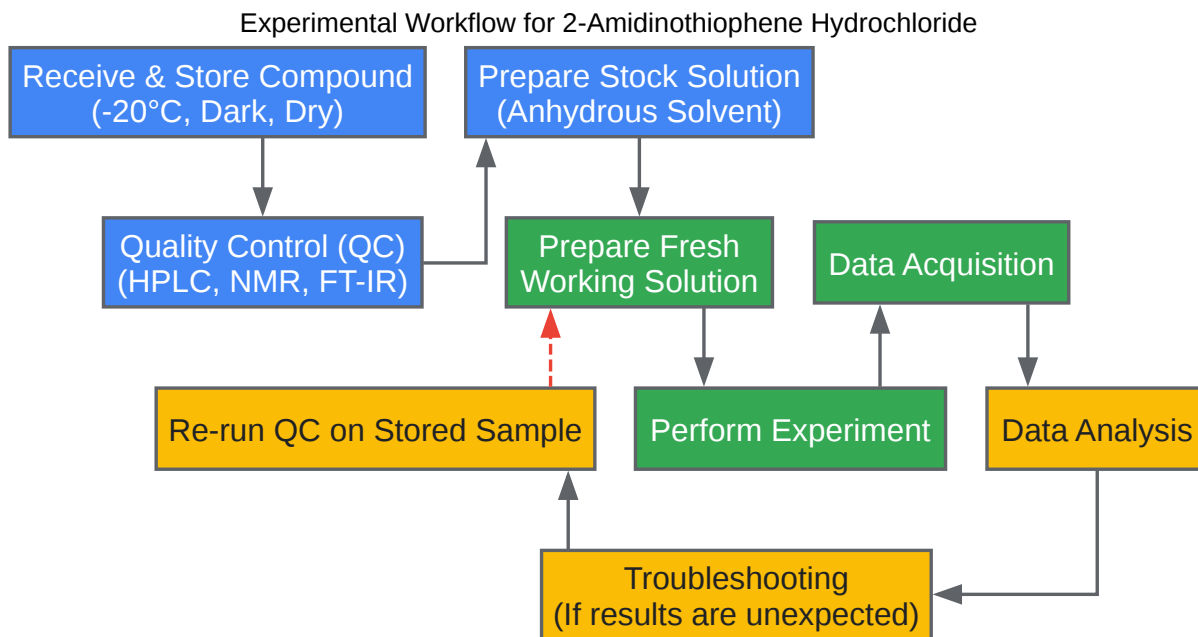 Experimental Workflow for 2-Amidinothiophene Hydrochloride
Receive & Store Compound
(-20°C, Dark, Dry)
Prepare Stock Solution
(Anhydrous Solvent)
Quality Control (QC)
(HPLC, NMR, FT-IR)
Prepare Fresh
Working Solution
Data Acquisition
Re-run QC on Stored Sample
Perform Experiment
Data Analysis
Troubleshooting
(If results are unexpected)